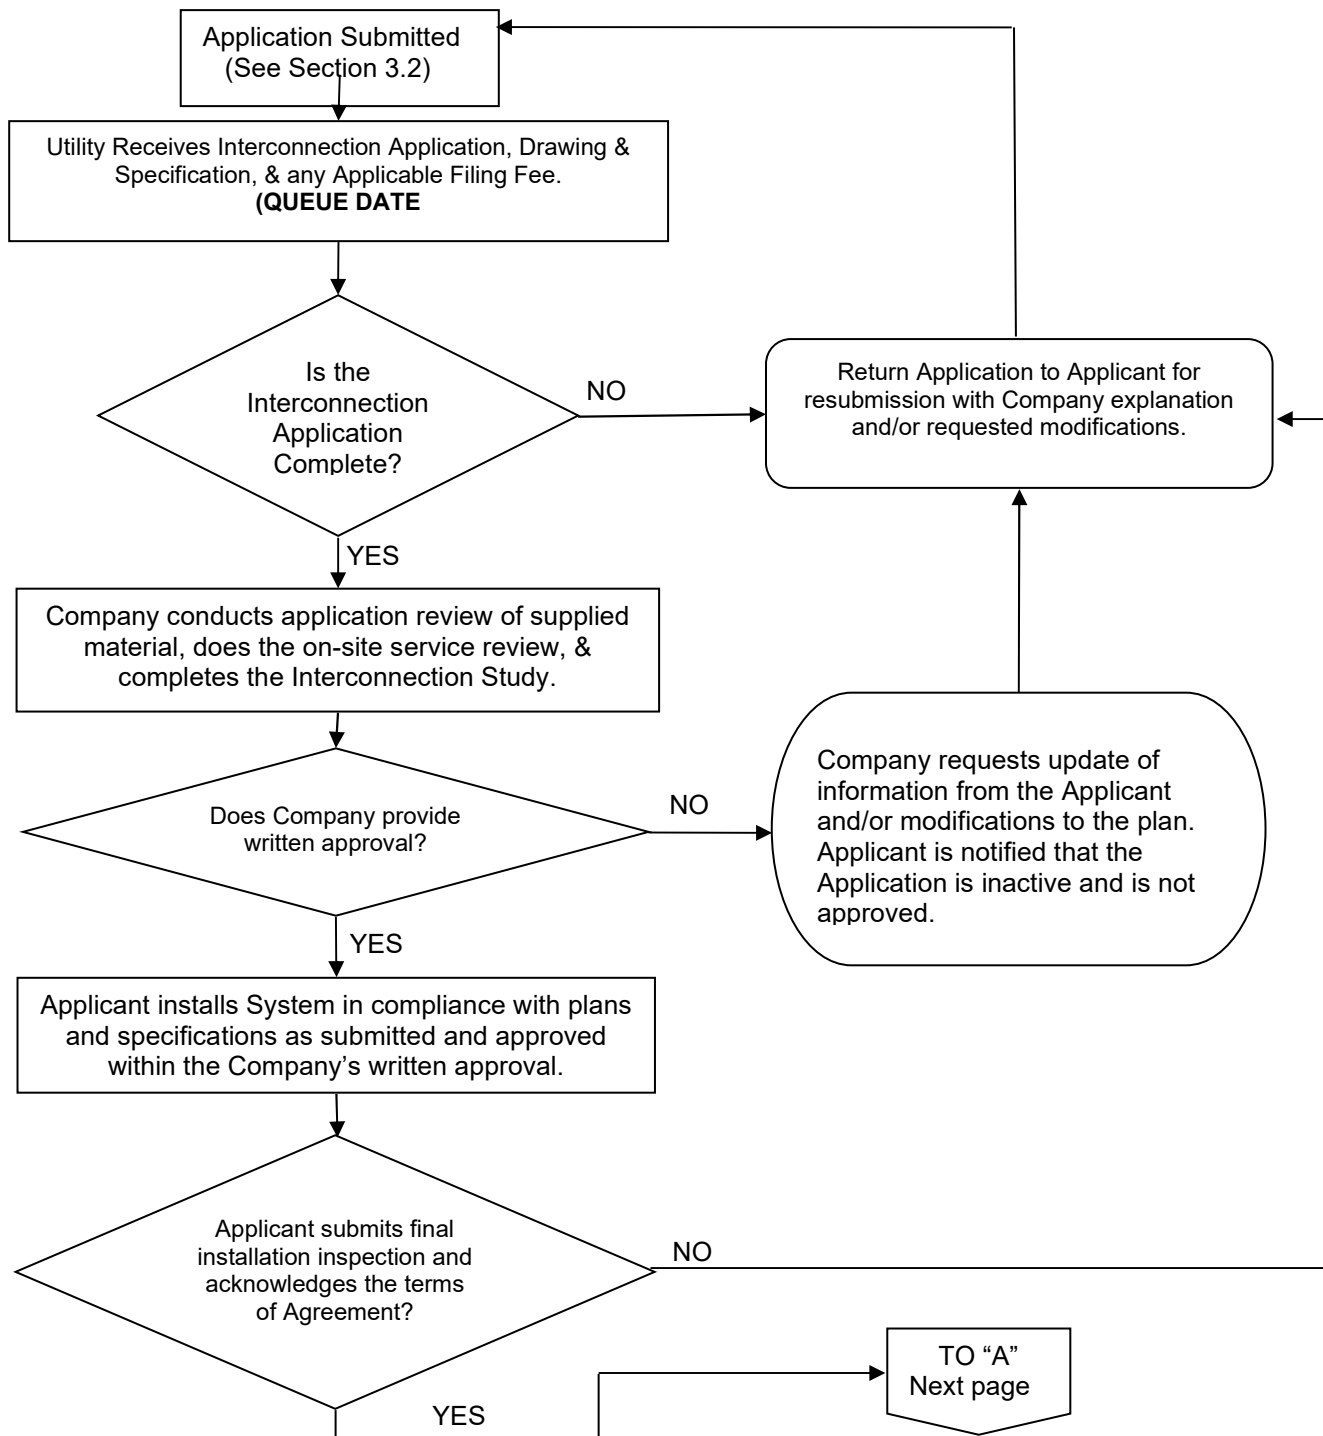 Application Submitted
(See Section 3.2)
Utility Receives Interconnection Application, Drawing &
Specification, & any Applicable Filing Fee.
(QUEUE DATE
Is the
Interconnection
Application
Complete?
NO
Return Application to Applicant for
resubmission with Company explanation
and/or requested modifications.
YES
Company conducts application review of supplied
material, does the on-site service review, &
completes the Interconnection Study.
Does Company provide
written approval?
NO
Company requests update of
information from the Applicant
and/or modifications to the plan.
Applicant is notified that the
Application is inactive and is not
approved.
YES
Applicant installs System in compliance with plans
and specifications as submitted and approved
within the Company’s written approval.
Applicant submits final
installation inspection and
acknowledges the terms
of Agreement?
NO
TO “A”
Next page
YES